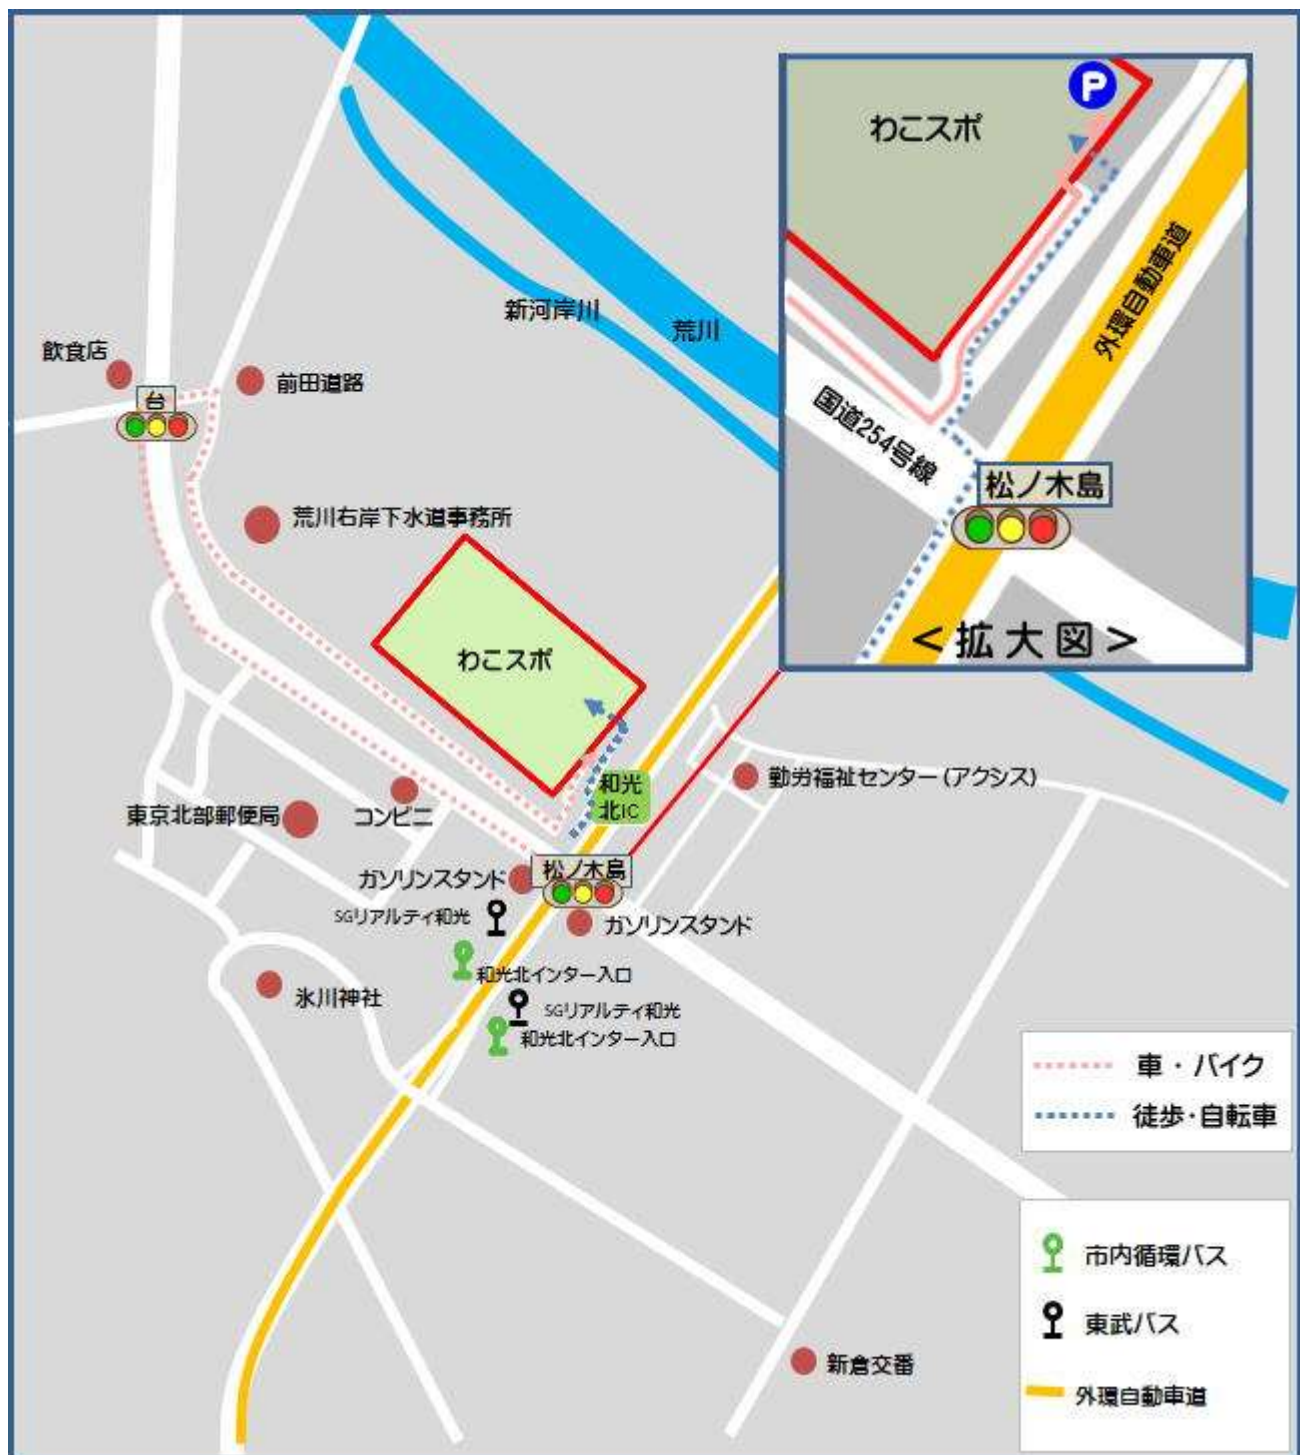 P
わこスポ
外環自動車道
新河岸川
荒川
飲食店
前田道路
台
国道254号線
松ノ木島
荒川右岸下水道事務所
<拡大図>
わこスポ
和光
北IC
勤労福祉センター(アクシス)
東京北部郵便局
コンビニ
松ノ木島
ガソリンスタンド
SGリアルティ和光
ガソリンスタンド
和光北インター入口
氷川神社
SGリアルティ和光
和光北インター入口
車・バイク
徒歩・自転車
市内循環バス
東武バス
新倉交番
外環自動車道